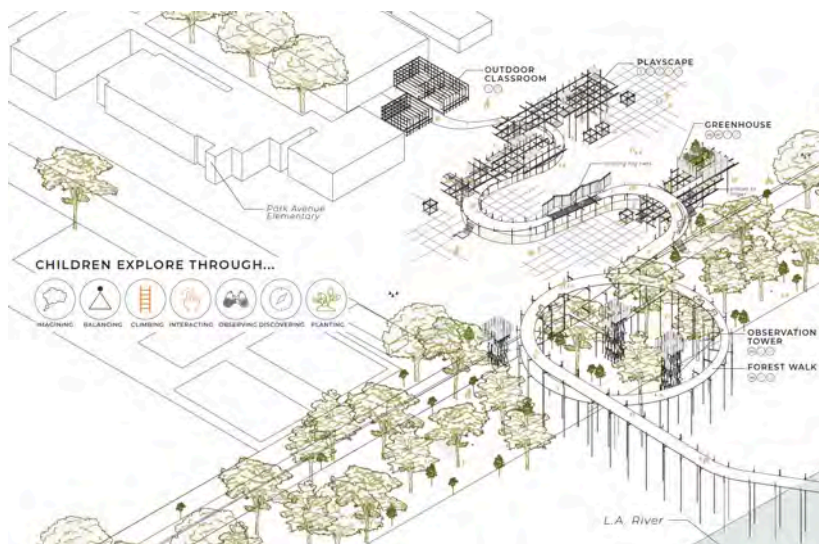 OUTDOOR
CLASSROOM
PLAYSCAPE
GREENHOUSE
Park Avenue
Elementary
CHILDREN EXPLORE THROUGH...
IMAGINING BALANCING CLIMBING INTERACTING OBSERVING DISCOVERING PLANTING
OBSERVATION
TOWER
FOREST WALK
L.A. River